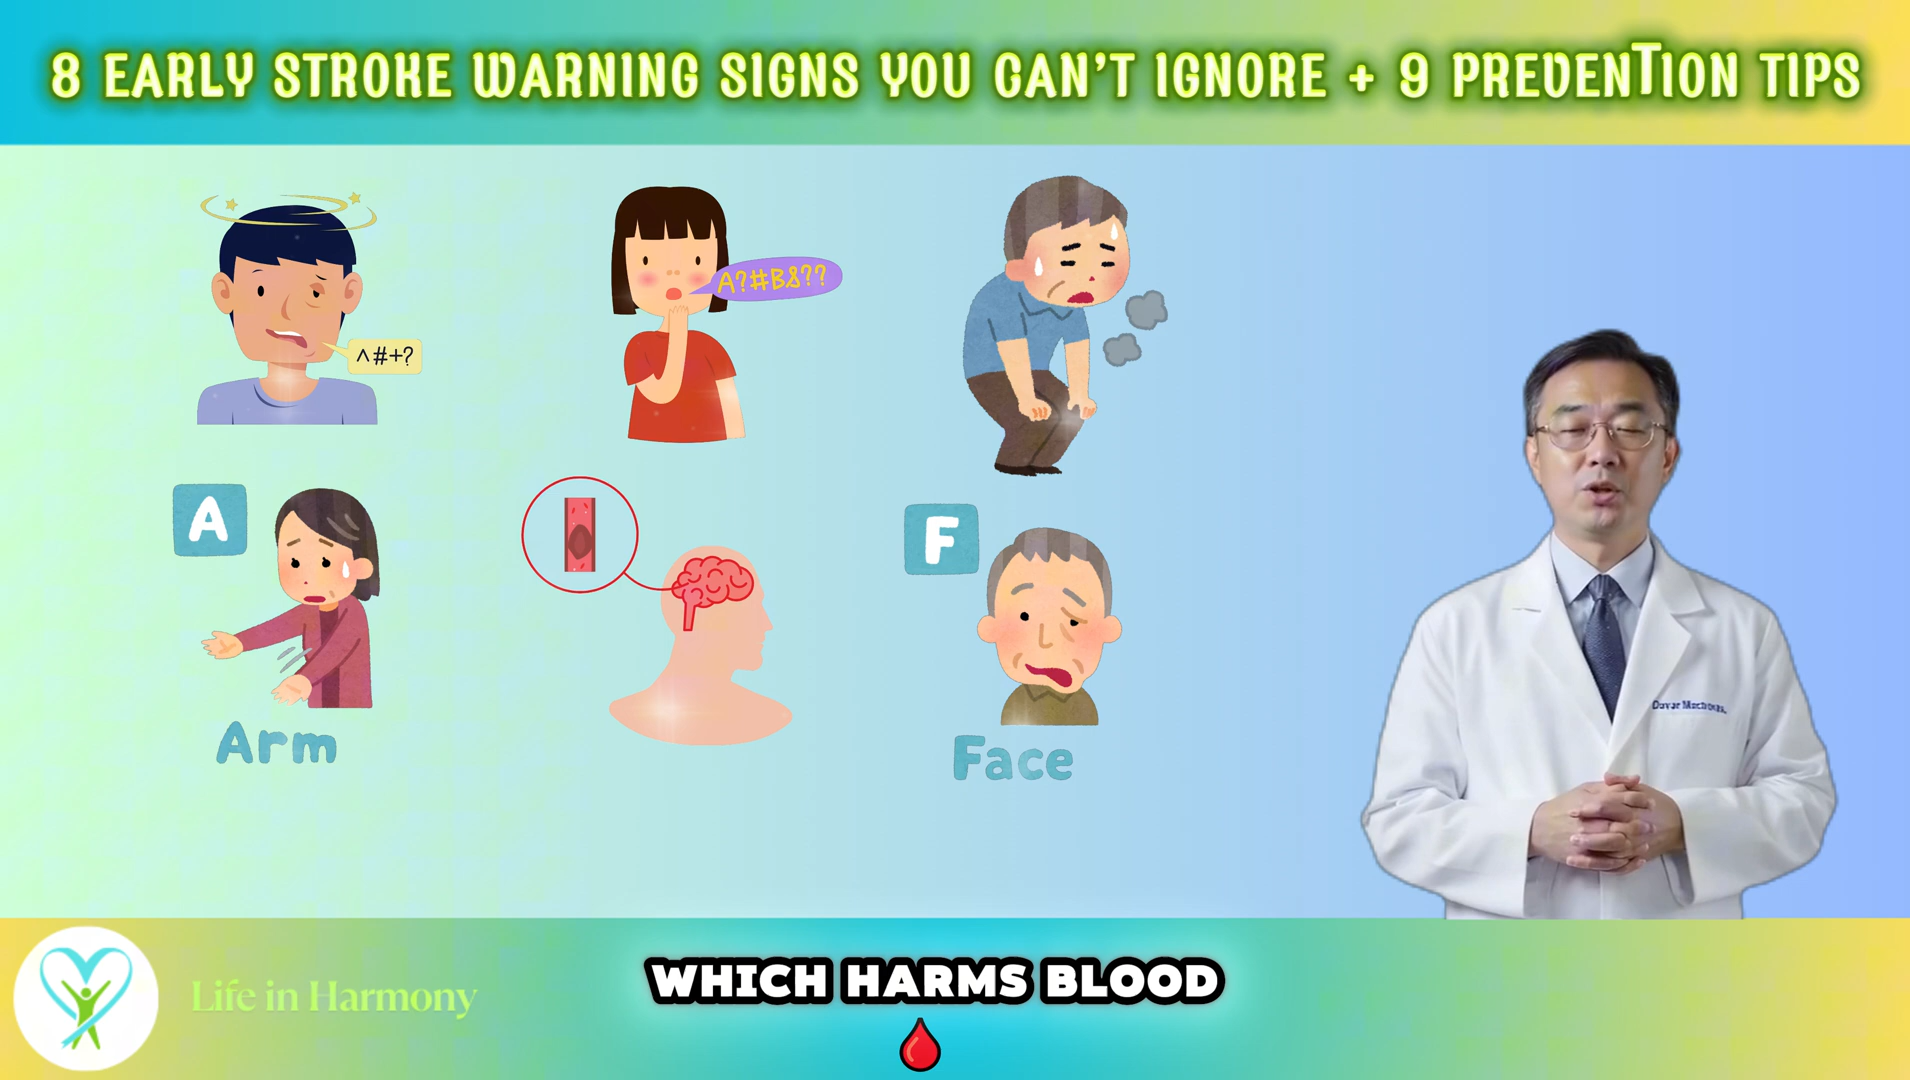 8 EARLY STROKE WARNING SIGNS YOU CAN'T IGNORE + 9 PREVENTION TIPS
^#+?
A?#B&??
A
Arm
F
Face
Life in Harmony
WHICH HARMS BLOOD